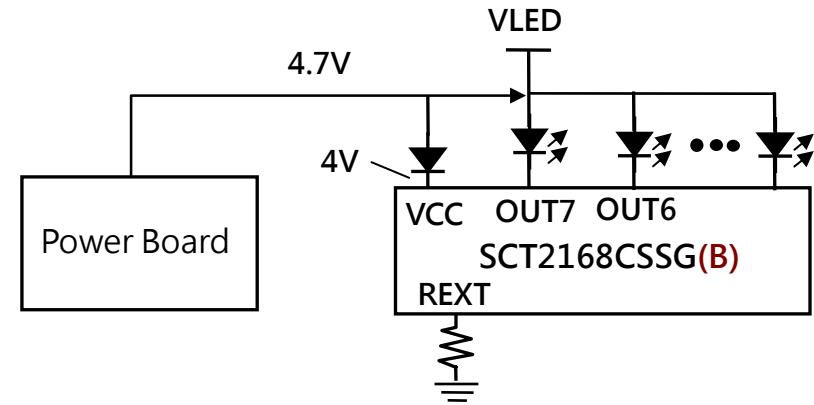 VLED
4.7V
4V
VCC OUT7 OUT6
Power Board
SCT2168CSSG(B)
REXT